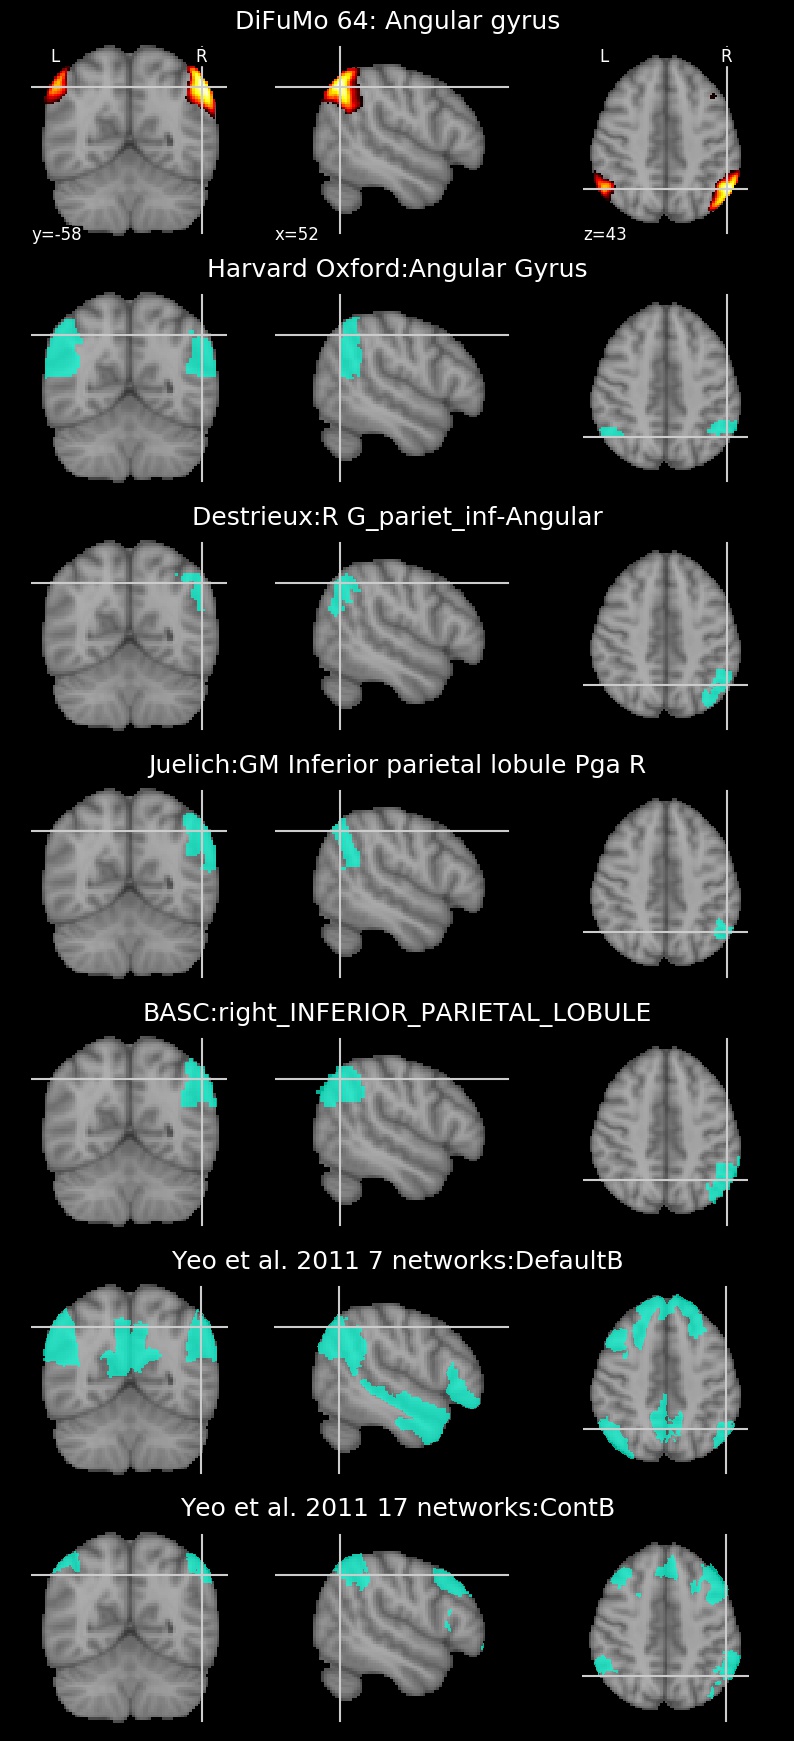 DiFuMo 64: Angular gyrus
L R L R
y=-58 x=52 z=43
Harvard Oxford:Angular Gyrus
Destrieux:R G_pariet_inf-Angular
Juelich:GM Inferior parietal lobule Pga R
BASC:right_INFERIOR_PARIETAL_LOBULE
Yeo et al. 2011 7 networks:DefaultB
Yeo et al. 2011 17 networks:ContB